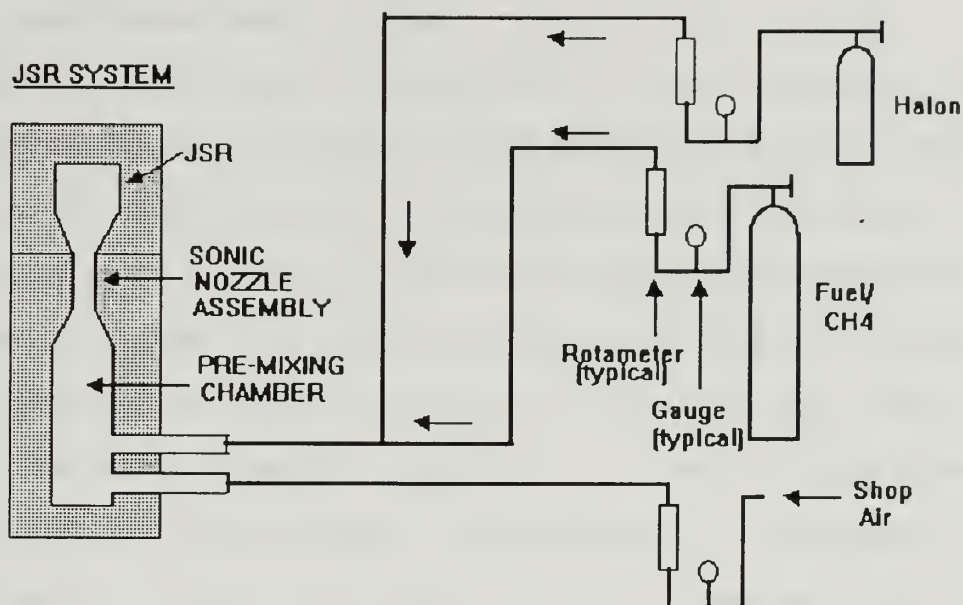 JSR SYSTEM
JSR
SONIC
NOZZLE
ASSEMBLY
PRE-MIXING
CHAMBER
Halon
Fuel/
CH4
Rotameter
(typical)
Gauge
(typical)
Shop
Air